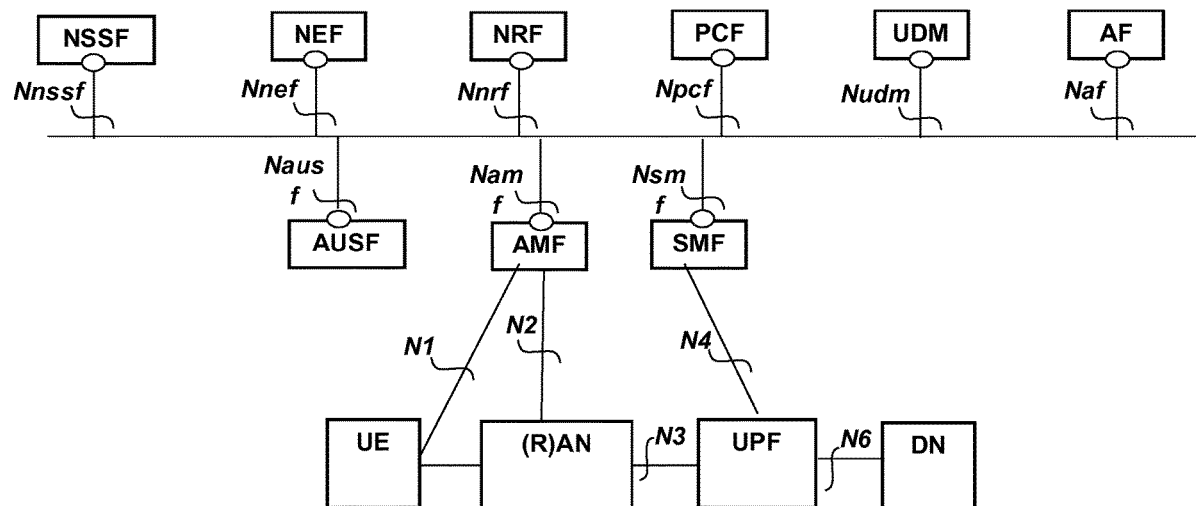 NSSF NEF NRF PCF UDM AF
Nnssf Nnef Nnrf Npcf Nudm Naf
Naus Nam Nsm
f f f
AUSF AMF SMF
N1 N2 N4
UE (R)AN N3 UPF N6 DN